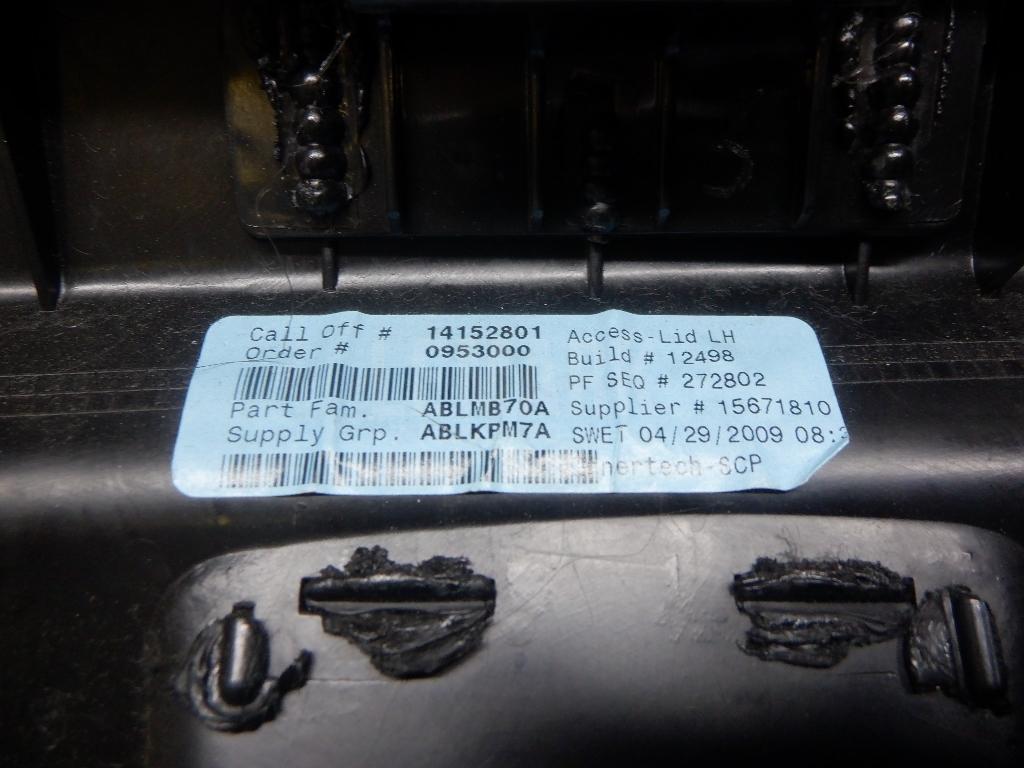 Call Off # 14152801
Order # 0953000
Part Fam. ABLMB70A
Supply Grp. ABLKPM7A
Access-Lid LH
Build # 12498
PF SEQ # 272802
Supplier # 15671810
SWET 04/29/2009 08:
nertech-SCP